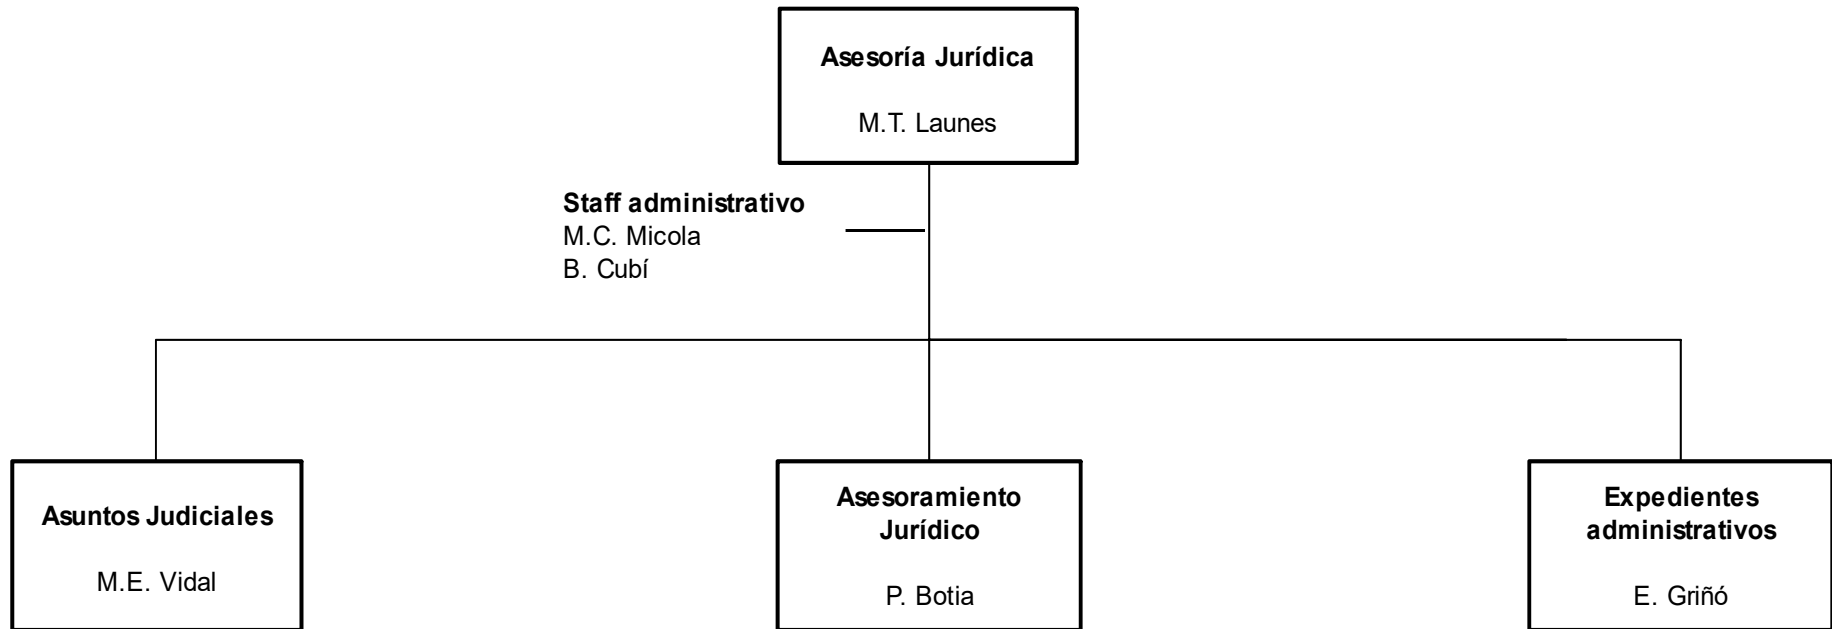 Asesoría Jurídica
M.T. Launes
Staff administrativo
M.C. Micola
B. Cubí
Asuntos Judiciales
M.E. Vidal
Asesoramiento
Jurídico
P. Botia
Expedientes
administrativos
E. Griñó